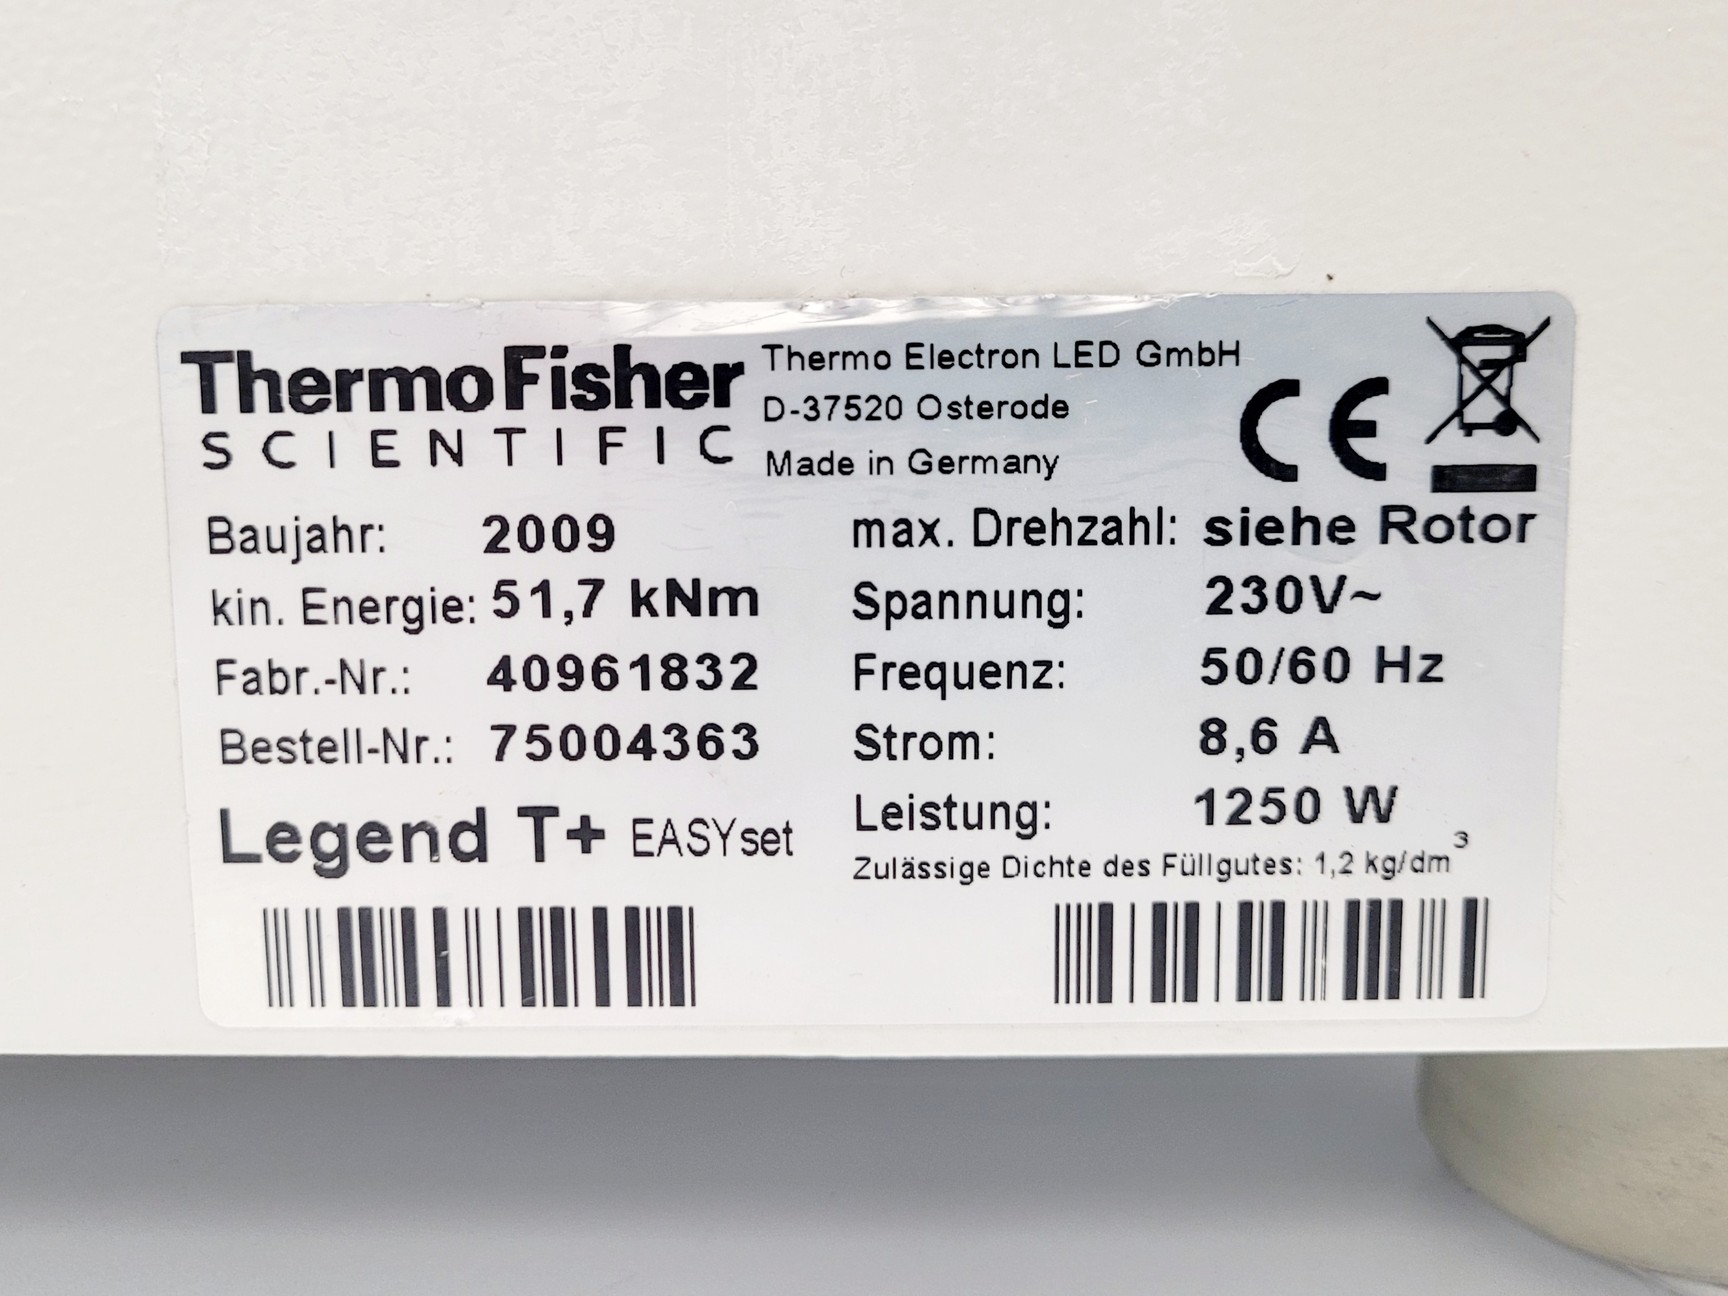 ThermoFisher
SCIENTIFIC
Thermo Electron LED GmbH
D-37520 Osterode
Made in Germany
CE
Baujahr: 2009
kin. Energie: 51,7 kNm
Fabr.-Nr.: 40961832
Bestell-Nr.: 75004363
Legend T+ EASYset
max. Drehzahl: siehe Rotor
Spannung: 230V~
Frequenz: 50/60 Hz
Strom: 8,6 A
Leistung: 1250 W
Zulässige Dichte des Füllgutes: 1,2 kg/dm³